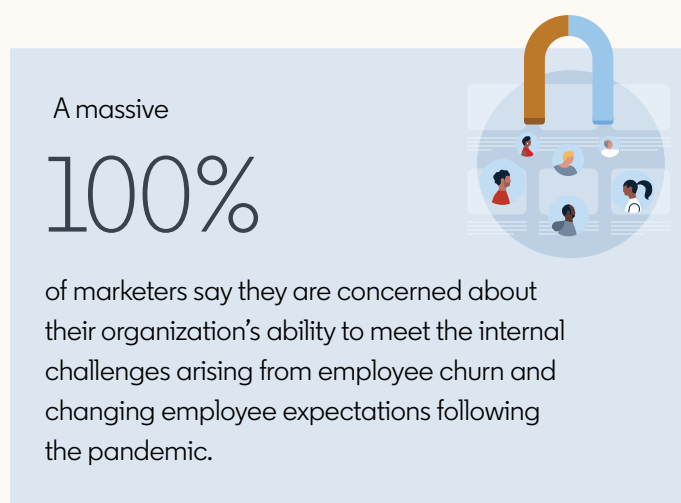 A massive
100%
of marketers say they are concerned about
their organization’s ability to meet the internal
challenges arising from employee churn and
changing employee expectations following
the pandemic.